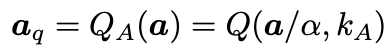 𝒂_q = Q_A(𝒂) = Q(𝒂/α, k_A)